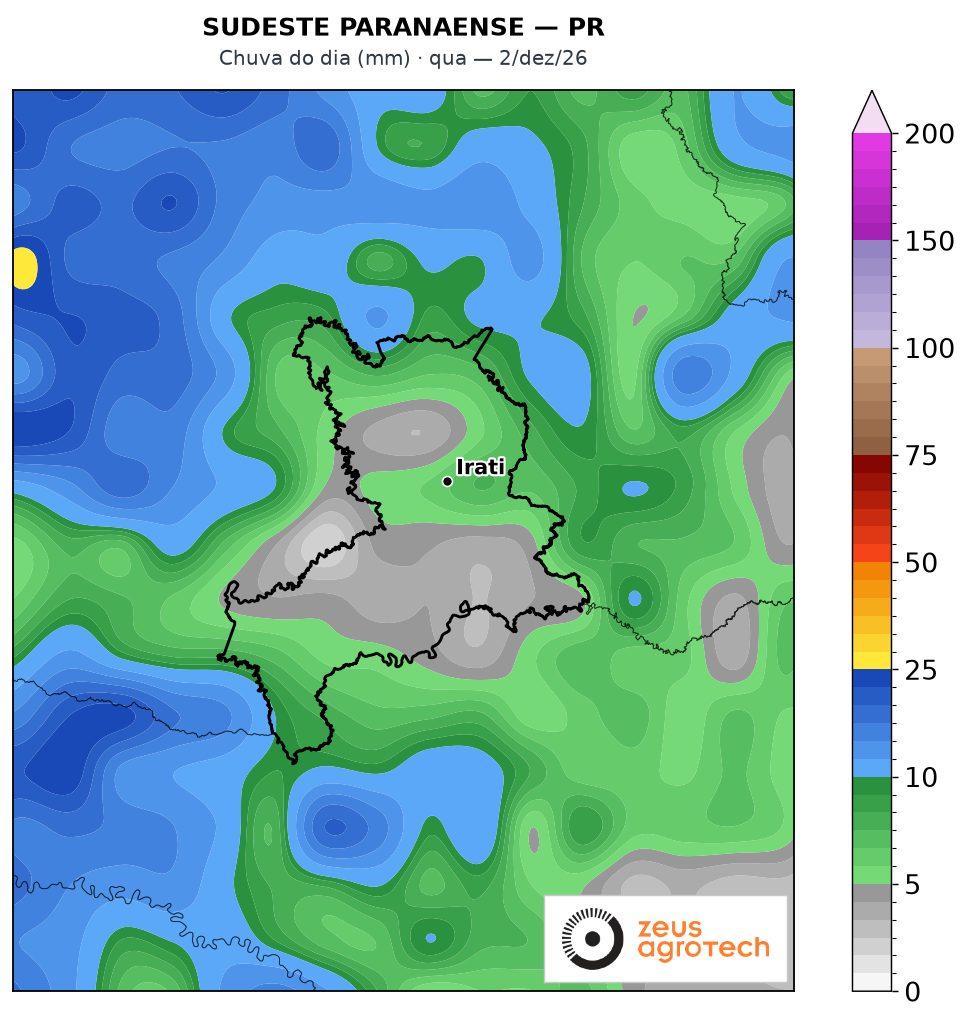 SUDESTE PARANAENSE — PR
Chuva do dia (mm) · qua — 2/dez/26
200
150
100
75
50
25
10
5
0
Irati
zeus
agrotech